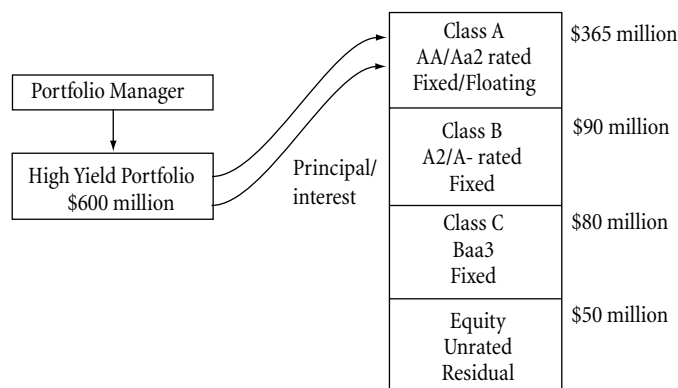 Portfolio Manager
High Yield Portfolio
$600 million
Principal/
interest
Class A
AA/Aa2 rated
Fixed/Floating
$365 million
Class B
A2/A- rated
Fixed
$90 million
Class C
Baa3
Fixed
$80 million
Equity
Unrated
Residual
$50 million